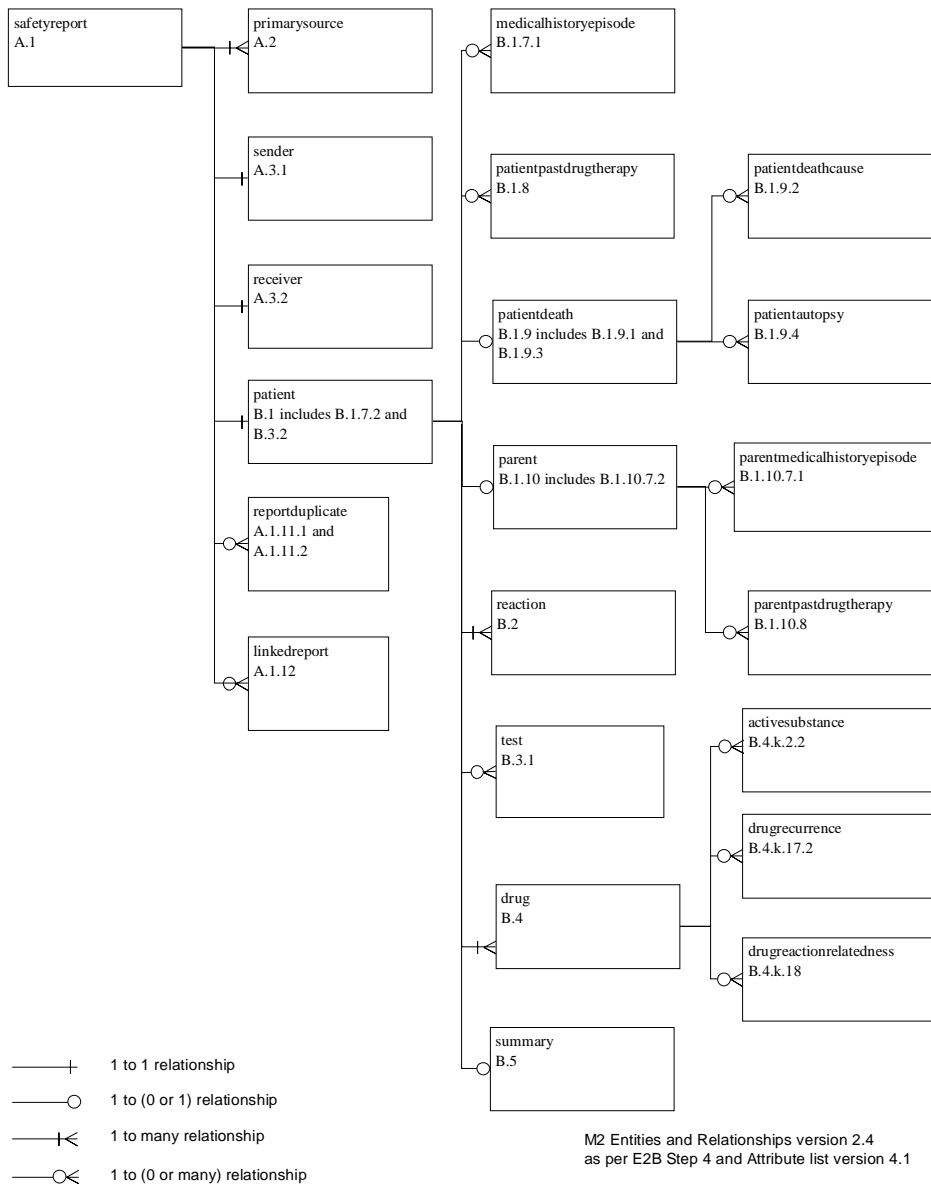 safetyreport
A.1
primarysource
A.2
sender
A.3.1
receiver
A.3.2
patient
B.1 includes B.1.7.2 and
B.3.2
reportduplicate
A.1.11.1 and
A.1.11.2
linkedreport
A.1.12
medicalhistoryepisode
B.1.7.1
patientpastdrugtherapy
B.1.8
patientdeath
B.1.9 includes B.1.9.1 and
B.1.9.3
parent
B.1.10 includes B.1.10.7.2
reaction
B.2
test
B.3.1
drug
B.4
summary
B.5
patientdeathcause
B.1.9.2
patientautopsy
B.1.9.4
parentmedicalhistoryepisode
B.1.10.7.1
parentpastdrugtherapy
B.1.10.8
activesubstance
B.4.k.2.2
drugrecurrence
B.4.k.17.2
drugreactionrelatedness
B.4.k.18
1 to 1 relationship
1 to (0 or 1) relationship
1 to many relationship
1 to (0 or many) relationship
M2 Entities and Relationships version 2.4
as per E2B Step 4 and Attribute list version 4.1